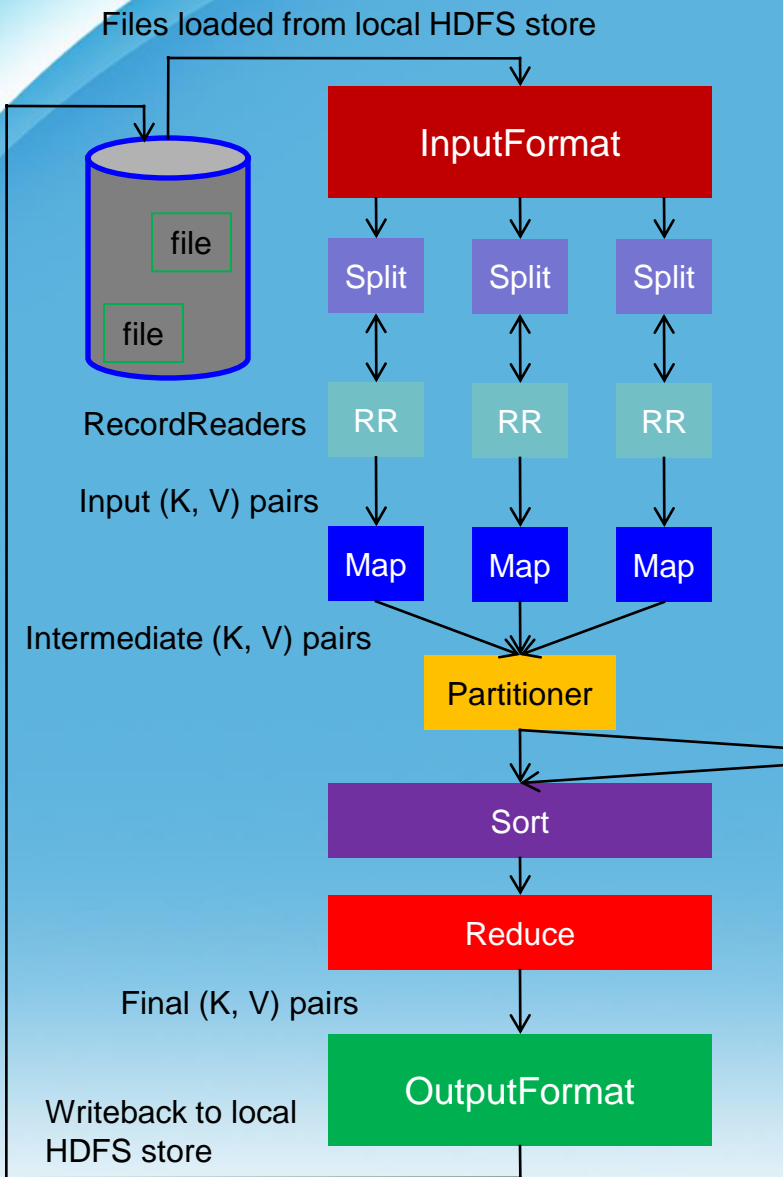 Files loaded from local HDFS store
InputFormat
file
file
Split
Split
Split
RecordReaders
RR
RR
RR
Input (K, V) pairs
Map
Map
Map
Intermediate (K, V) pairs
Partitioner
Sort
Reduce
Final (K, V) pairs
OutputFormat
Writeback to local
HDFS store